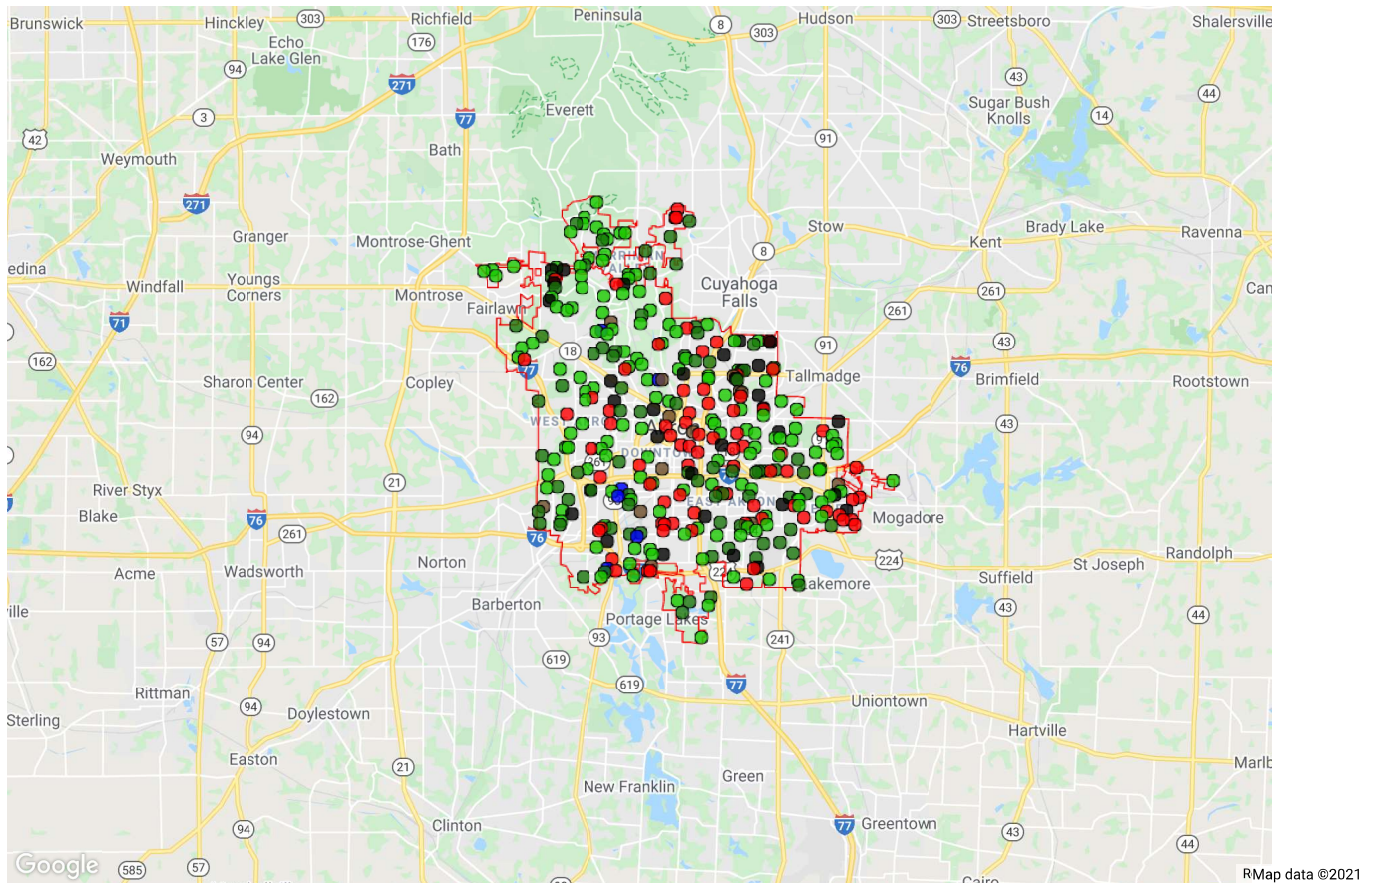 Brunswick
Hinckley
303
Richfield
Peninsula
8
303
Hudson
303
Streetsboro
Shalersville
176
Echo
Lake Glen
94
271
43
44
Sugar Bush
Knolls
Everett
14
3
77
42
91
Bath
Weymouth
271
Granger
Montrose-Ghent
Stow
Brady Lake
Ravenna
Kent
8
edina
Windfall
Youngs
Corners
Montrose
Cuyahoga
Falls
261
Can
Fairlawn
261
71
43
91
18
162
77
76
Sharon Center
Copley
Tallmadge
Brimfield
Rootstown
162
43
94
261
21
River Styx
Blake
76
Mogadore
261
76
Randolph
224
Norton
St Joseph
Acme
Wadsworth
Suffield
Lakemore
Barberton
43
ville
44
Portage Lakes
93
241
57
94
619
619
77
Rittman
Uniontown
94
Sterling
Doylestown
Hartville
Easton
21
Marlb
Green
New Franklin
Clinton
94
77
Greentown
43
44
Google
585
57
Cairo
Map data ©2021